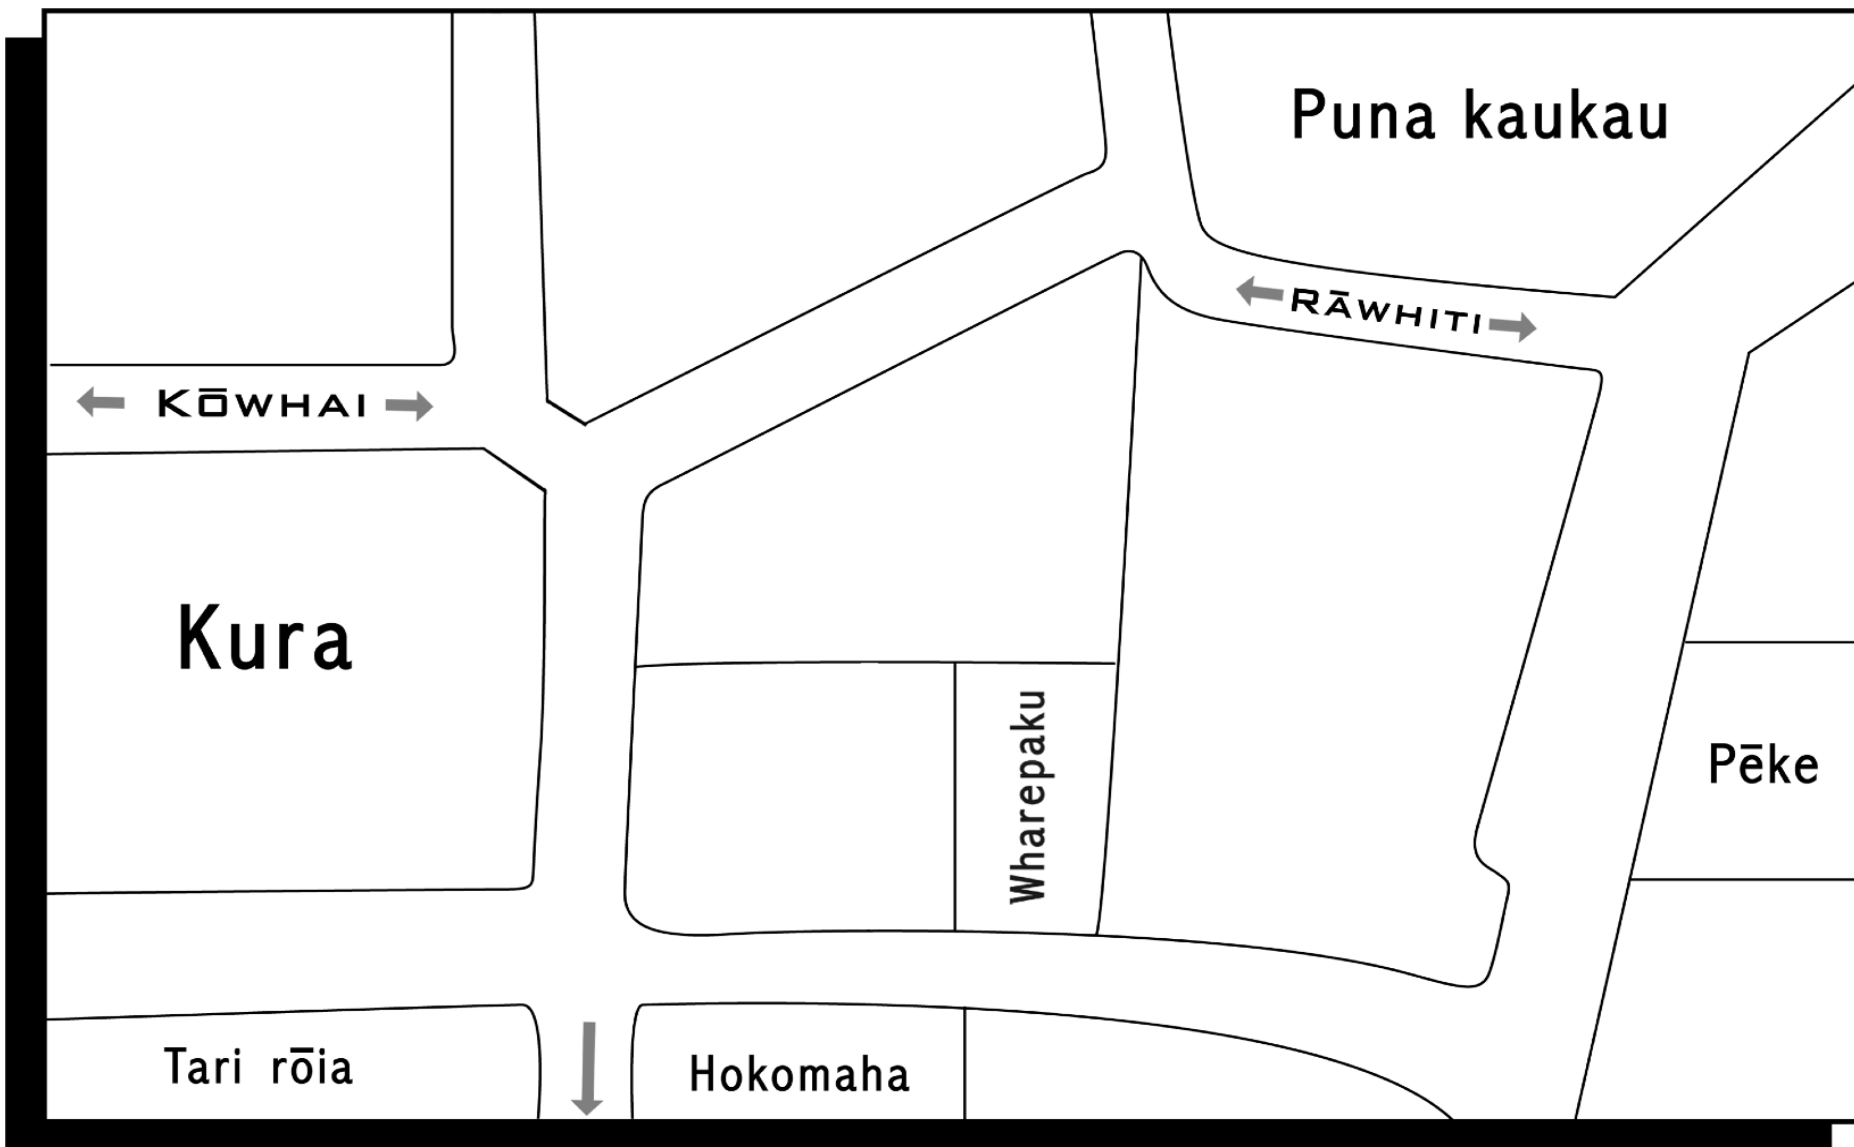 Puna kaukau
RĀWHITI
KŌWHAI
Kura
Wharepaku
Pēke
Tari rōia
Hokomaha